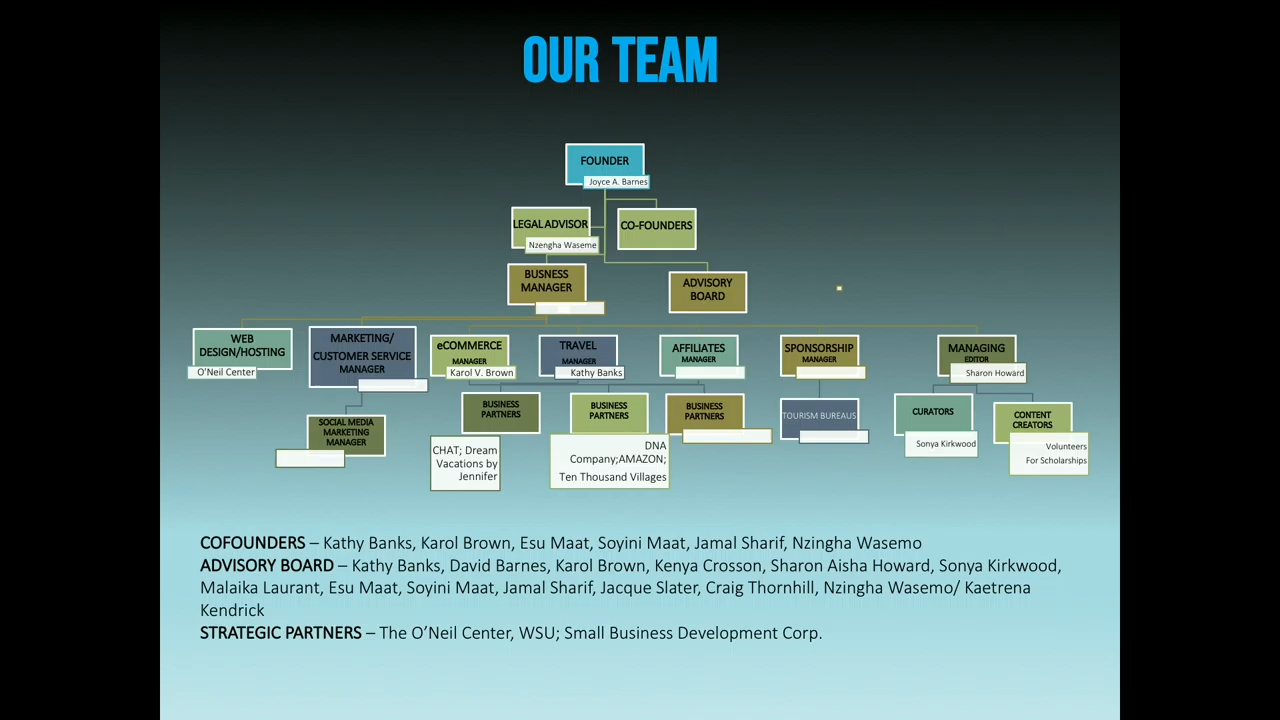 OUR TEAM
FOUNDER
Joyce A. Barnes
LEGAL ADVISOR
Nzengha Waseme
CO-FOUNDERS
BUSNESS
MANAGER
ADVISORY
BOARD
WEB
DESIGN/HOSTING
O'Neil Center
MARKETING/
CUSTOMER SERVICE
MANAGER
eCOMMERCE
MANAGER
Karol V. Brown
TRAVEL
MANAGER
Kathy Banks
AFFILIATES
MANAGER
SPONSORSHIP
MANAGER
MANAGING
EDITOR
Sharon Howard
SOCIAL MEDIA
MARKETING
MANAGER
BUSINESS
PARTNERS
CHAT; Dream
Vacations by
Jennifer
BUSINESS
PARTNERS
DNA
Company;AMAZON;
Ten Thousand Villages
BUSINESS
PARTNERS
TOURISM BUREAUS
CURATORS
Sonya Kirkwood
CONTENT
CREATORS
Volunteers
For Scholarships
COFOUNDERS – Kathy Banks, Karol Brown, Esu Maat, Soyini Maat, Jamal Sharif, Nzingha Wasemo
ADVISORY BOARD – Kathy Banks, David Barnes, Karol Brown, Kenya Crosson, Sharon Aisha Howard, Sonya Kirkwood,
Malaika Laurant, Esu Maat, Soyini Maat, Jamal Sharif, Jacque Slater, Craig Thornhill, Nzingha Wasemo/ Kaetrena
Kendrick
STRATEGIC PARTNERS – The O’Neil Center, WSU; Small Business Development Corp.